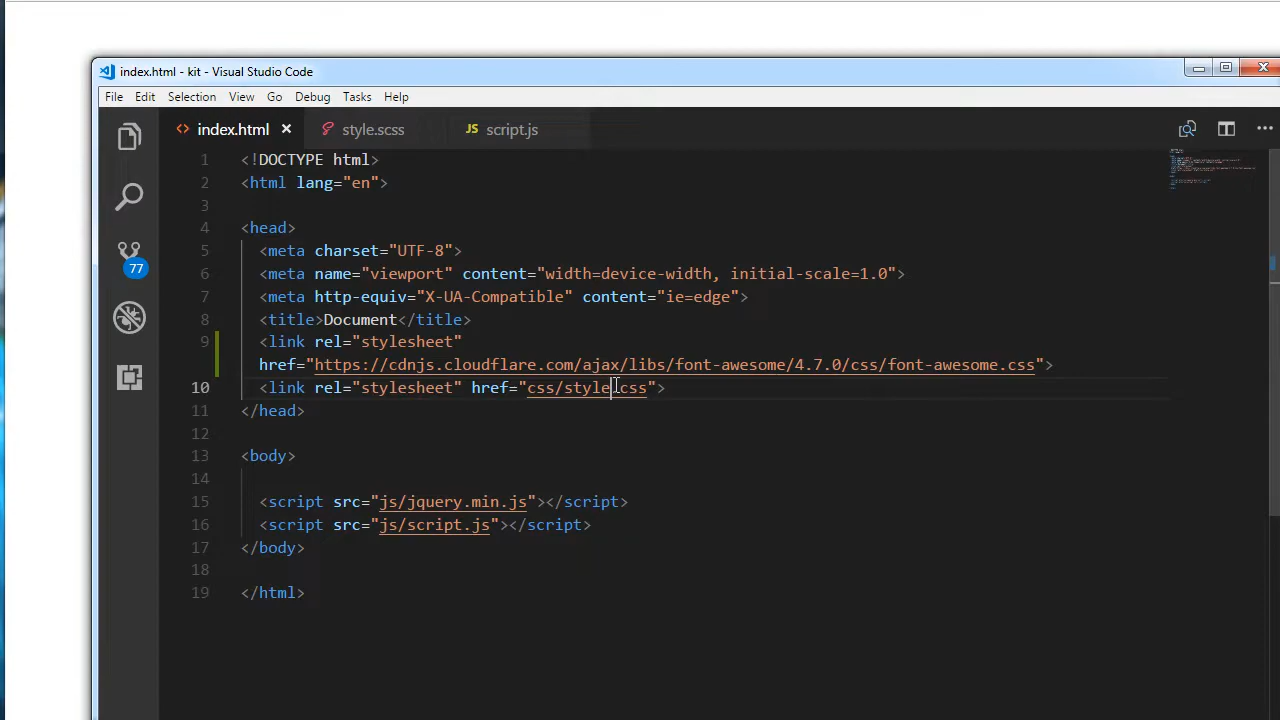 index.html - kit - Visual Studio Code
File Edit Selection View Go Debug Tasks Help
<> index.html × style.scss JS script.js ...
1 <!DOCTYPE html>
2 <html lang="en">
3
4 <head>
5 <meta charset="UTF-8">
6 <meta name="viewport" content="width=device-width, initial-scale=1.0">
7 <meta http-equiv="X-UA-Compatible" content="ie=edge">
8 <title>Document</title>
9 <link rel="stylesheet"
href="https://cdnjs.cloudflare.com/ajax/libs/font-awesome/4.7.0/css/font-awesome.css">
10 <link rel="stylesheet" href="css/style.css">
11 </head>
12
13 <body>
14
15 <script src="js/jquery.min.js"></script>
16 <script src="js/script.js"></script>
17 </body>
18
19 </html>
77